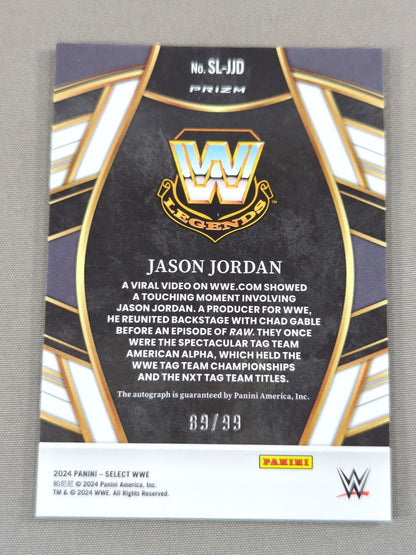 No. SL-JJD
PRIZM
W
LEGENDS™
JASON JORDAN
A VIRAL VIDEO ON WWE.COM SHOWED
A TOUCHING MOMENT INVOLVING
JASON JORDAN. A PRODUCER FOR WWE,
HE REUNITED BACKSTAGE WITH CHAD GABLE
BEFORE AN EPISODE OF RAW. THEY ONCE
WERE THE SPECTACULAR TAG TEAM
AMERICAN ALPHA, WHICH HELD THE
WWE TAG TEAM CHAMPIONSHIPS
AND THE NXT TAG TEAM TITLES.
The autograph is guaranteed by Panini America, Inc.
89/99
PANINI
2024 PANINI – SELECT WWE
帕尼尼 © 2024 Panini America, Inc.
TM & © 2024 WWE. All Rights Reserved.
W